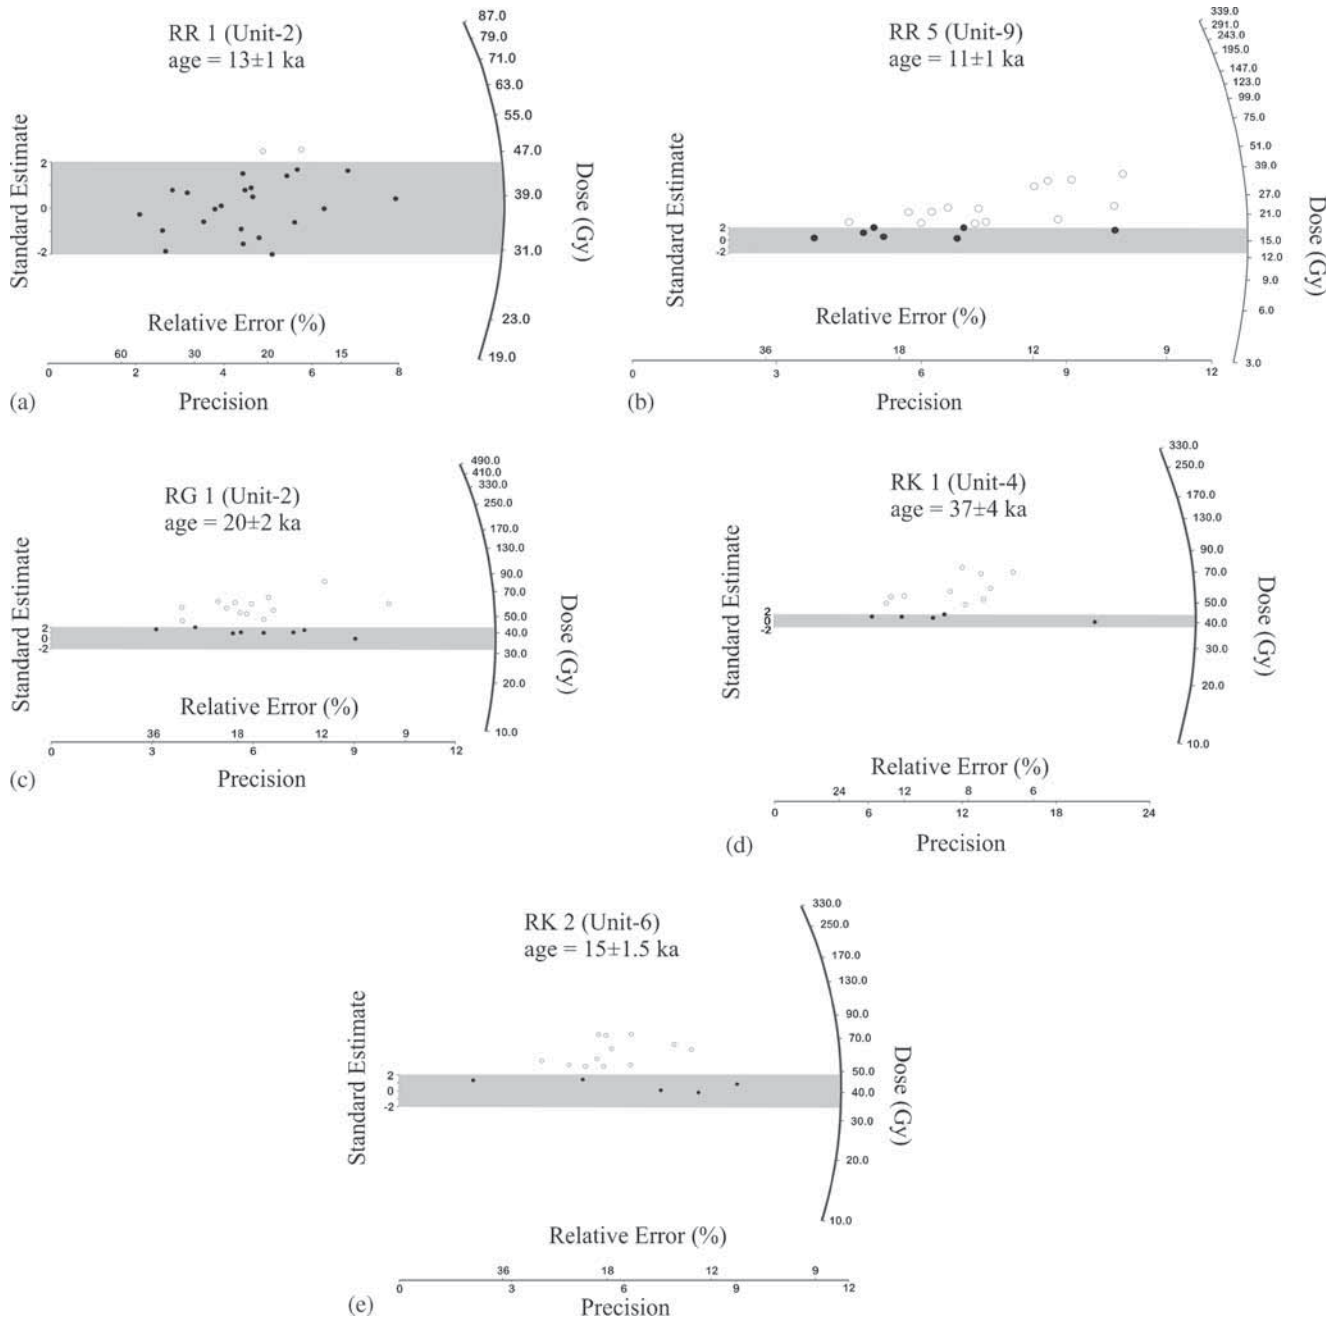 RR 1 (Unit-2)
age = 13±1 ka
87.0
79.0
71.0
63.0
55.0
47.0
39.0
31.0
23.0
19.0
Dose (Gy)
Standard Estimate
2
0
-2
Relative Error (%)
60 30 20 15
2 4 6 8
0
Precision
(a)
RR 5 (Unit-9)
age = 11±1 ka
339.0
291.0
243.0
195.0
147.0
123.0
99.0
75.0
51.0
39.0
27.0
21.0
15.0
12.0
9.0
6.0
3.0
Dose (Gy)
Standard Estimate
2
0
-2
Relative Error (%)
36 18 12 9
0 3 6 9 12
Precision
(b)
RG 1 (Unit-2)
age = 20±2 ka
490.0
410.0
330.0
250.0
170.0
130.0
90.0
70.0
50.0
40.0
30.0
20.0
10.0
Dose (Gy)
Standard Estimate
2
0
-2
Relative Error (%)
36 18 12 9
0 3 6 9 12
Precision
(c)
RK 1 (Unit-4)
age = 37±4 ka
330.0
250.0
170.0
130.0
90.0
70.0
50.0
40.0
30.0
20.0
10.0
Dose (Gy)
Standard Estimate
2
0
-2
Relative Error (%)
24 12 8 6
0 6 12 18 24
Precision
(d)
RK 2 (Unit-6)
age = 15±1.5 ka
330.0
250.0
170.0
130.0
90.0
70.0
50.0
40.0
30.0
20.0
10.0
Dose (Gy)
Standard Estimate
2
0
-2
Relative Error (%)
36 18 12 9
0 3 6 9 12
Precision
(e)